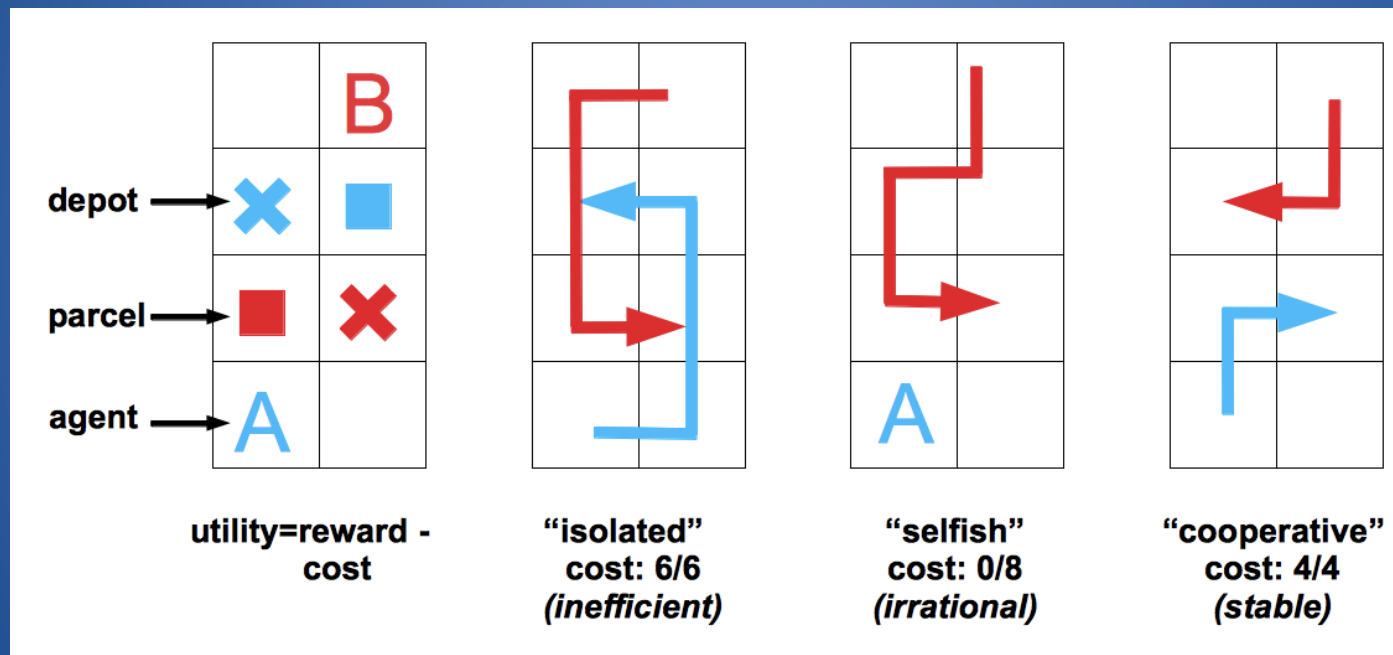 B
depot
parcel
agent
A
A
utility=reward -
cost
“isolated”
cost: 6/6
(inefficient)
“selfish”
cost: 0/8
(irrational)
“cooperative”
cost: 4/4
(stable)